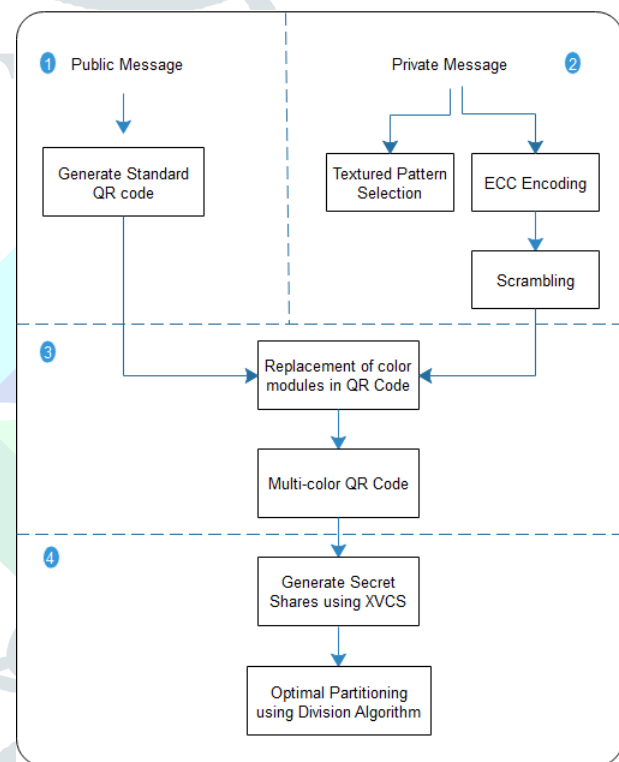 1 Public Message
Private Message 2
Generate Standard
QR code
Textured Pattern
Selection
ECC Encoding
Scrambling
3
Replacement of color
modules in QR Code
Multi-color QR Code
4
Generate Secret
Shares using XVCS
Optimal Partitioning
using Division Algorithm